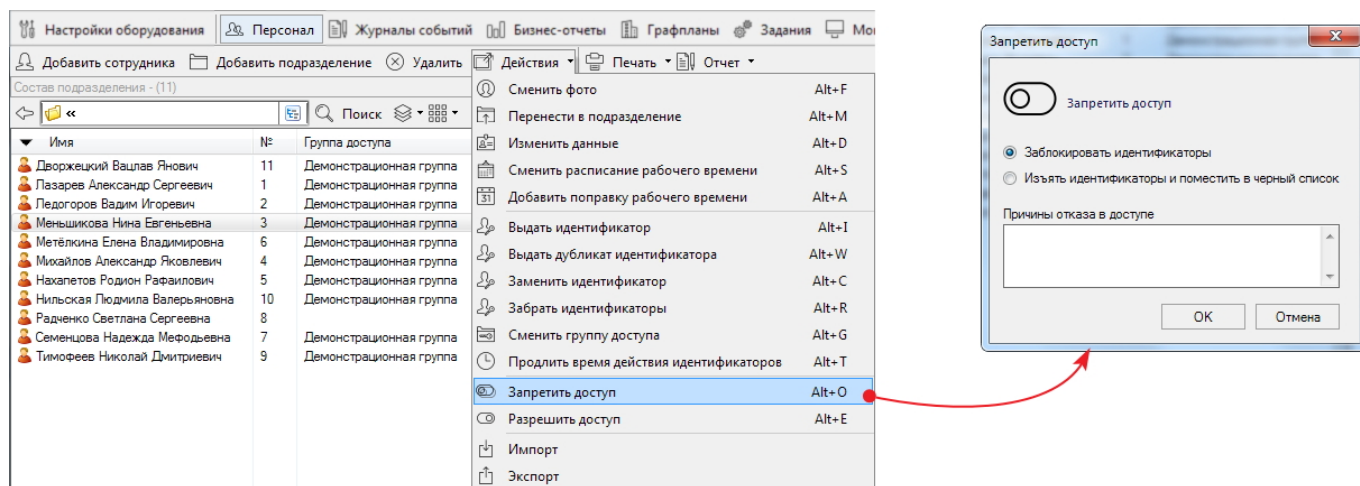 Настройки оборудования Персонал Журналы событий Бизнес-отчеты Графпланы Задания Мо
Добавить сотрудника Добавить подразделение Удалить Действия Печать Отчет
Состав подразделения - (11)
« Поиск
Имя № Группа доступа
Дворжецкий Вацлав Янович 11 Демонстрационная группа
Лазарев Александр Сергеевич 1 Демонстрационная группа
Ледогоров Вадим Игоревич 2 Демонстрационная группа
Меньшикова Нина Евгеньевна 3 Демонстрационная группа
Метёлкина Елена Владимировна 6 Демонстрационная группа
Михайлов Александр Яковлевич 4 Демонстрационная группа
Нахапетов Родион Рафаилович 5 Демонстрационная группа
Нильская Людмила Валерьяновна 10 Демонстрационная группа
Радченко Светлана Сергеевна 8
Семенцова Надежда Мефодьевна 7 Демонстрационная группа
Тимофеев Николай Дмитриевич 9 Демонстрационная группа
Сменить фото Alt+F
Перенести в подразделение Alt+M
Изменить данные Alt+D
Сменить расписание рабочего времени Alt+S
31 Добавить поправку рабочего времени Alt+A
Выдать идентификатор Alt+I
Выдать дубликат идентификатора Alt+W
Заменить идентификатор Alt+C
Забрать идентификаторы Alt+R
Сменить группу доступа Alt+G
Продлить время действия идентификаторов Alt+T
Запретить доступ Alt+O
Разрешить доступ Alt+E
Импорт
Экспорт
Запретить доступ
Запретить доступ
Заблокировать идентификаторы
Изъять идентификаторы и поместить в черный список
Причины отказа в доступе
OK Отмена